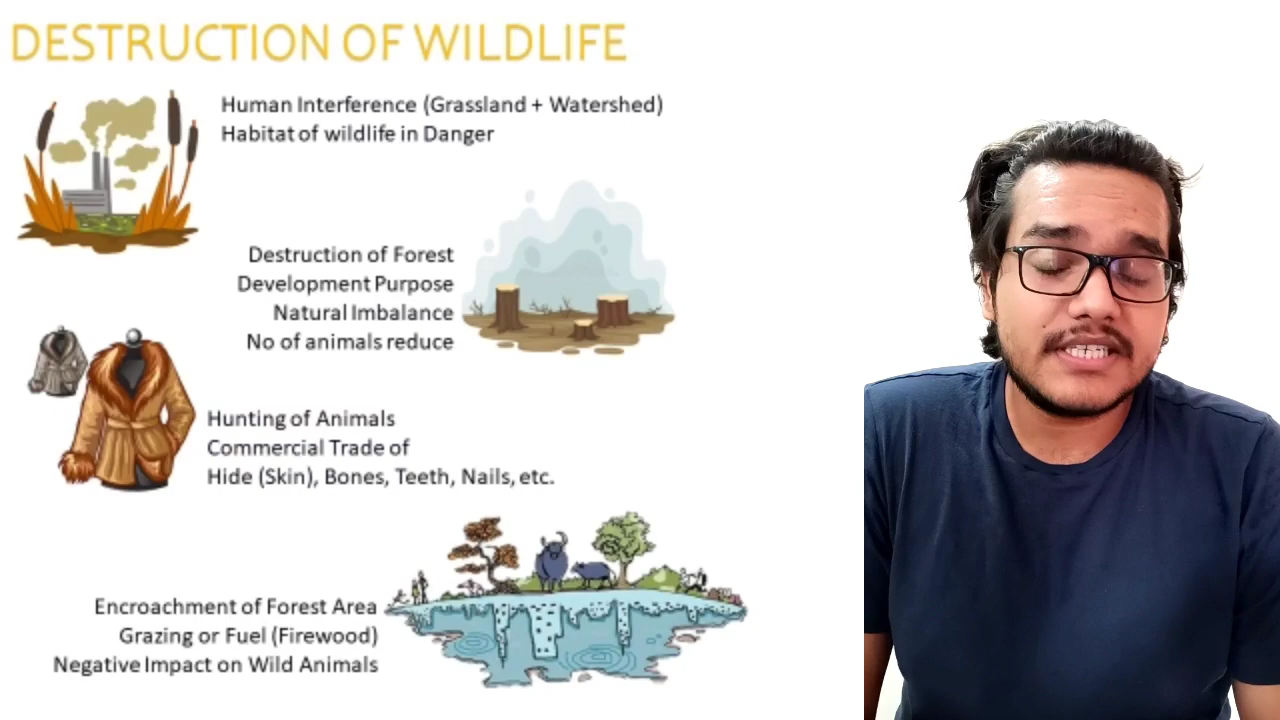 DESTRUCTION OF WILDLIFE
Human Interference (Grassland + Watershed)
Habitat of wildlife in Danger
Destruction of Forest
Development Purpose
Natural Imbalance
No of animals reduce
Hunting of Animals
Commercial Trade of
Hide (Skin), Bones, Teeth, Nails, etc.
Encroachment of Forest Area
Grazing or Fuel (Firewood)
Negative Impact on Wild Animals